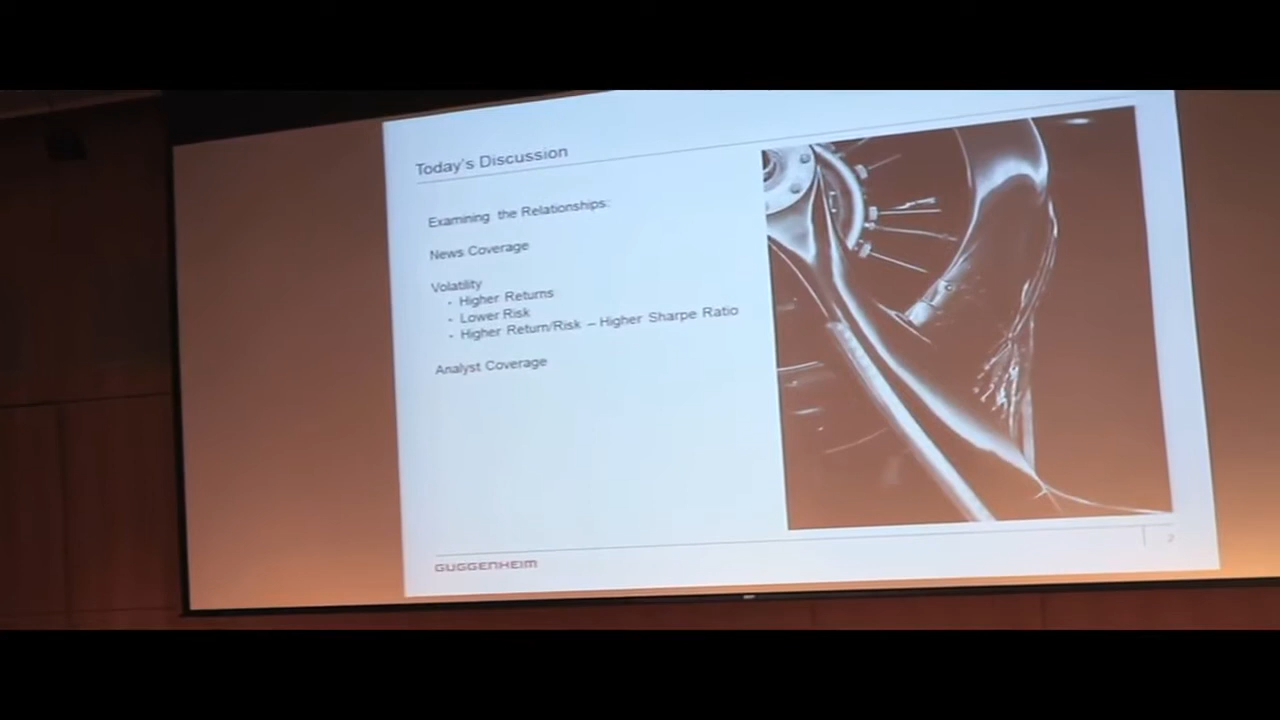 Today's Discussion
Examining the Relationships:
News Coverage
Volatility
- Higher Returns
- Lower Risk
- Higher Return/Risk – Higher Sharpe Ratio
Analyst Coverage
GUGGENHEIM
2